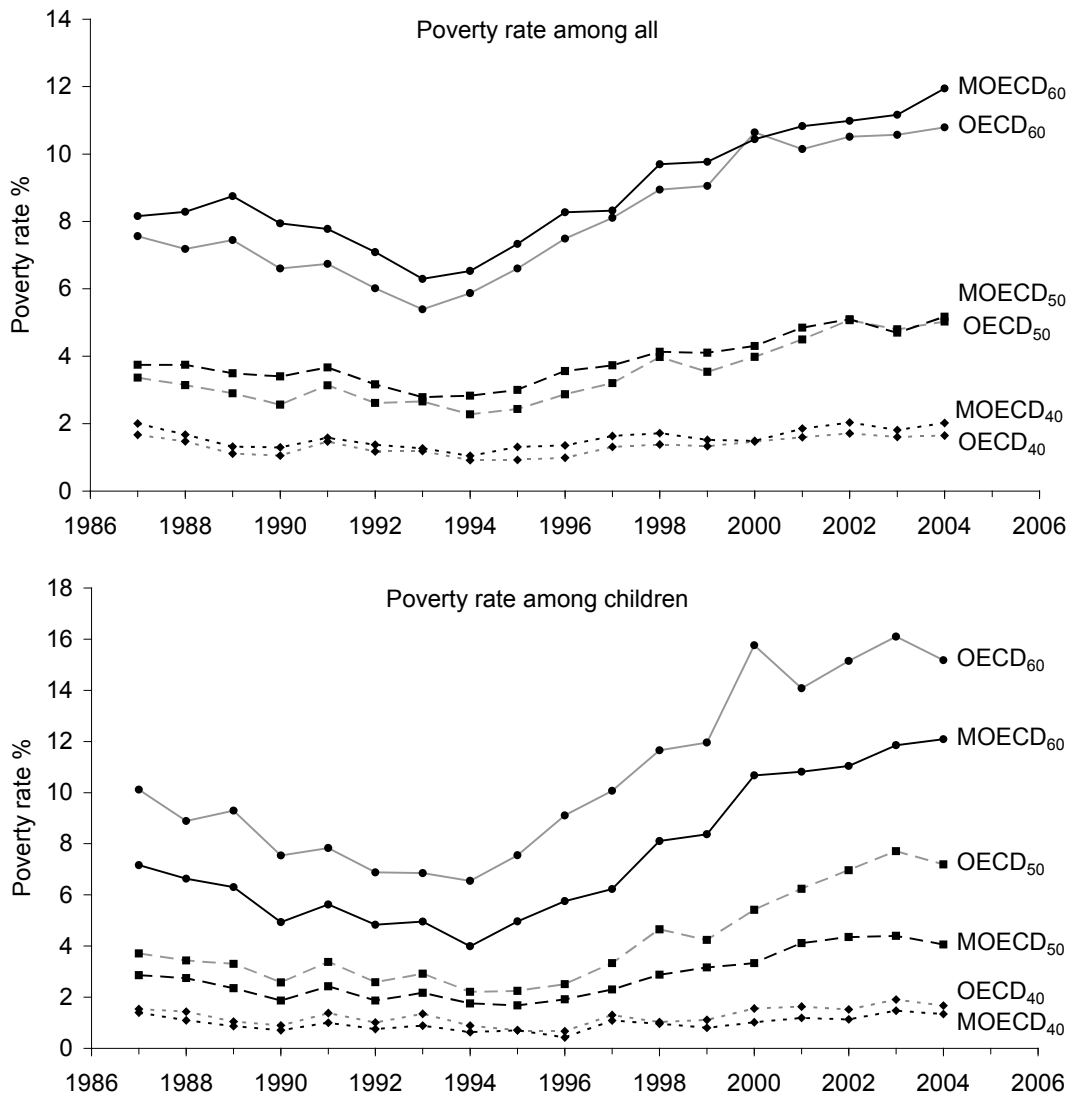 Poverty rate among all
Poverty rate %
14
12
10
8
6
4
2
0
MOECD₆₀
OECD₆₀
MOECD₅₀
OECD₅₀
MOECD₄₀
OECD₄₀
1986 1988 1990 1992 1994 1996 1998 2000 2002 2004 2006
Poverty rate among children
Poverty rate %
18
16
14
12
10
8
6
4
2
0
OECD₆₀
MOECD₆₀
OECD₅₀
MOECD₅₀
OECD₄₀
MOECD₄₀
1986 1988 1990 1992 1994 1996 1998 2000 2002 2004 2006